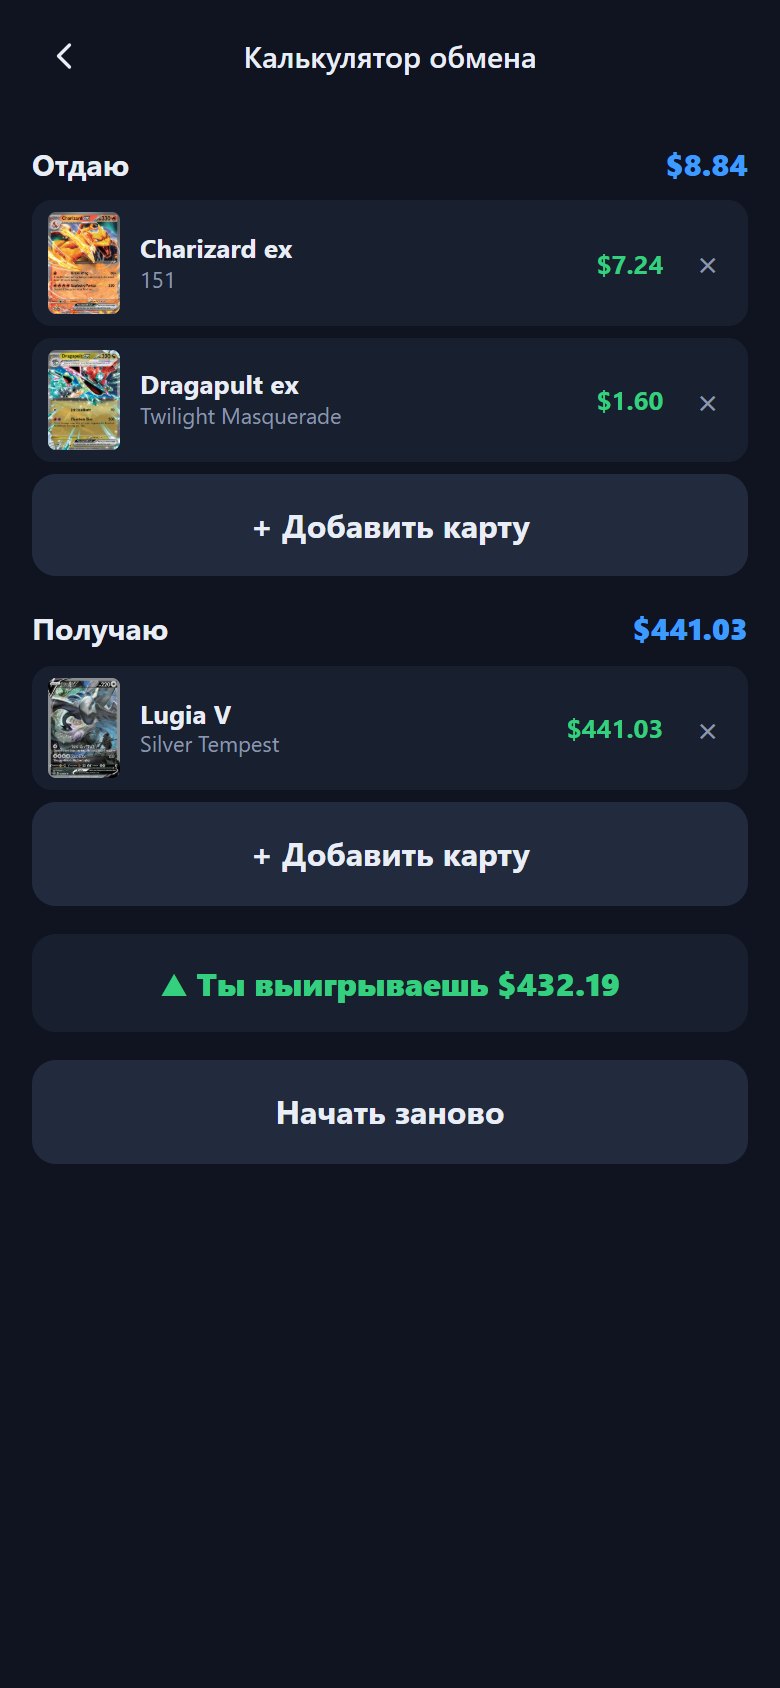 Калькулятор обмена
Отдаю
$8.84
Charizard ex
151
$7.24
×
Dragapult ex
Twilight Masquerade
$1.60
×
+ Добавить карту
Получаю
$441.03
Lugia V
Silver Tempest
$441.03
×
+ Добавить карту
▲ Ты выигрываешь $432.19
Начать заново